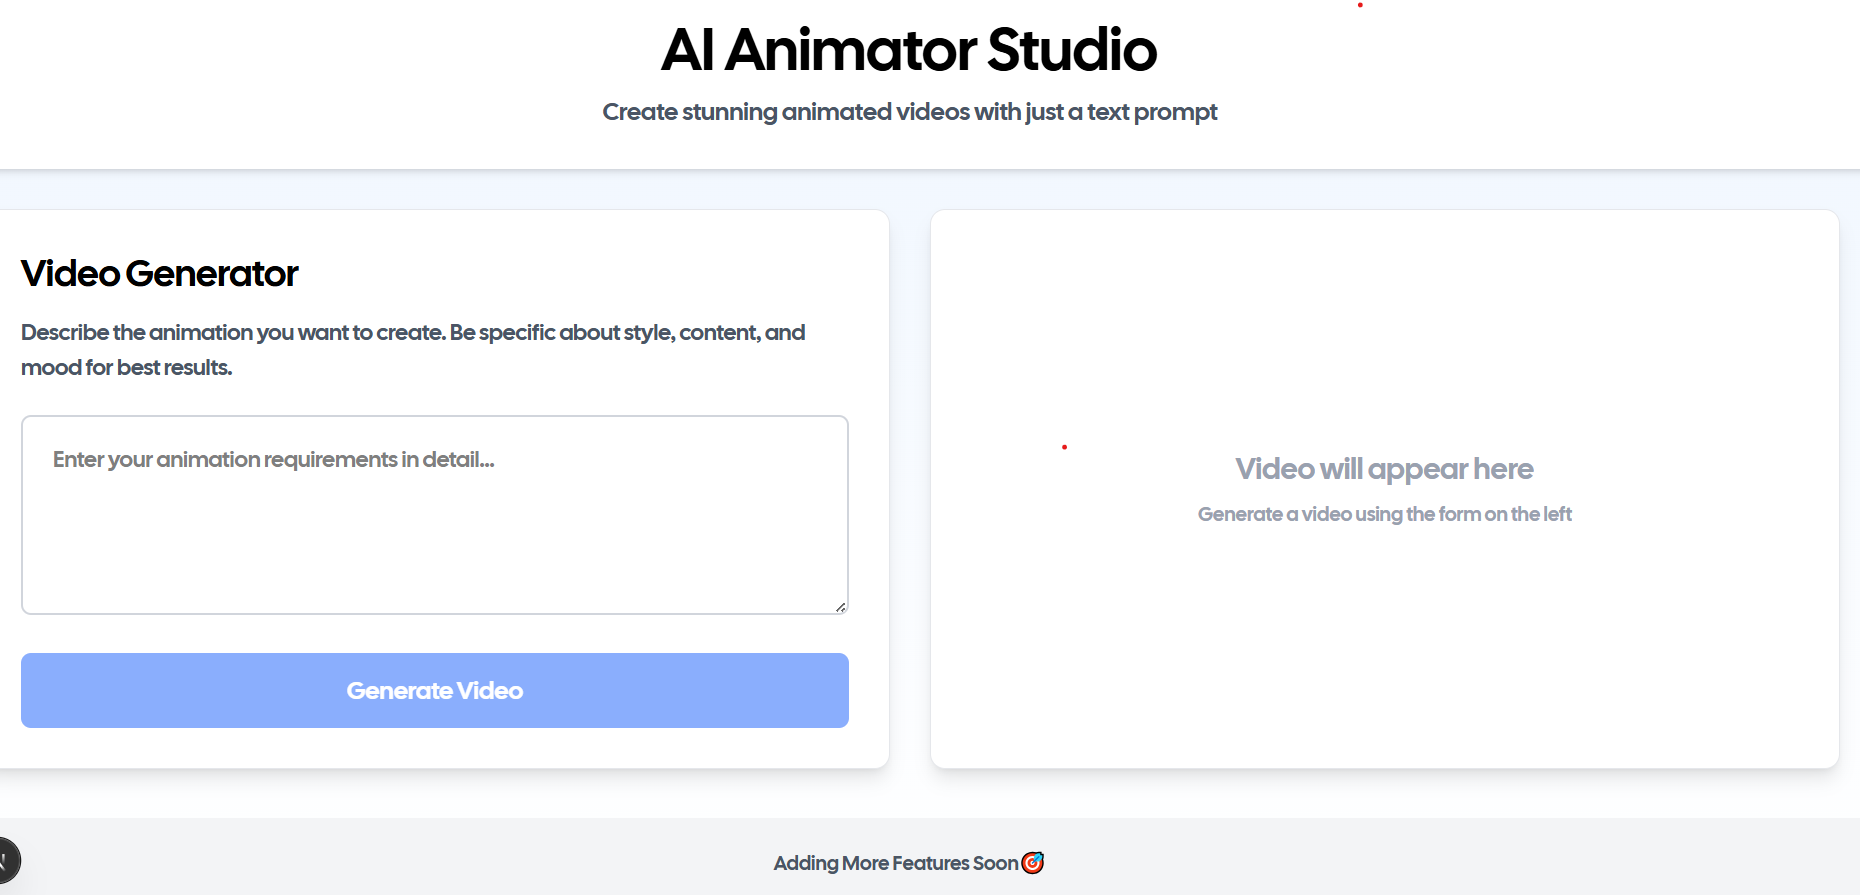 AI Animator Studio
Create stunning animated videos with just a text prompt
Video Generator
Describe the animation you want to create. Be specific about style, content, and
mood for best results.
Enter your animation requirements in detail...
Generate Video
Video will appear here
Generate a video using the form on the left
Adding More Features Soon🎯